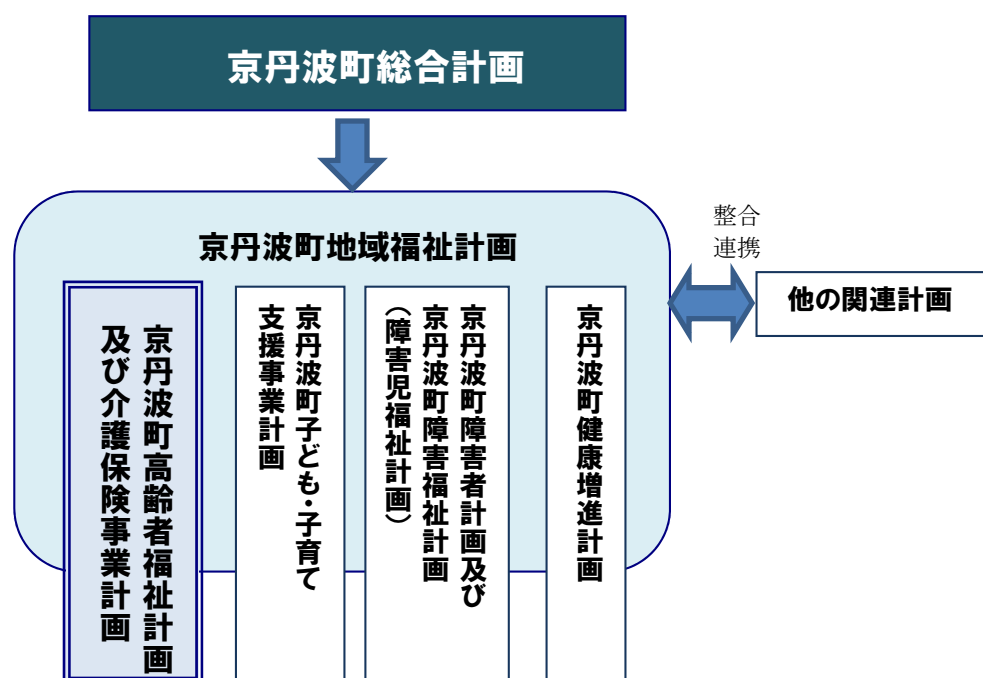 京丹波町総合計画
京丹波町地域福祉計画
整合
連携
他の関連計画
京丹波町高齢者福祉計画
及び介護保険事業計画
京丹波町子ども・子育て
支援事業計画
京丹波町障害者計画及び
京丹波町障害福祉計画
（障害児福祉計画）
京丹波町健康増進計画